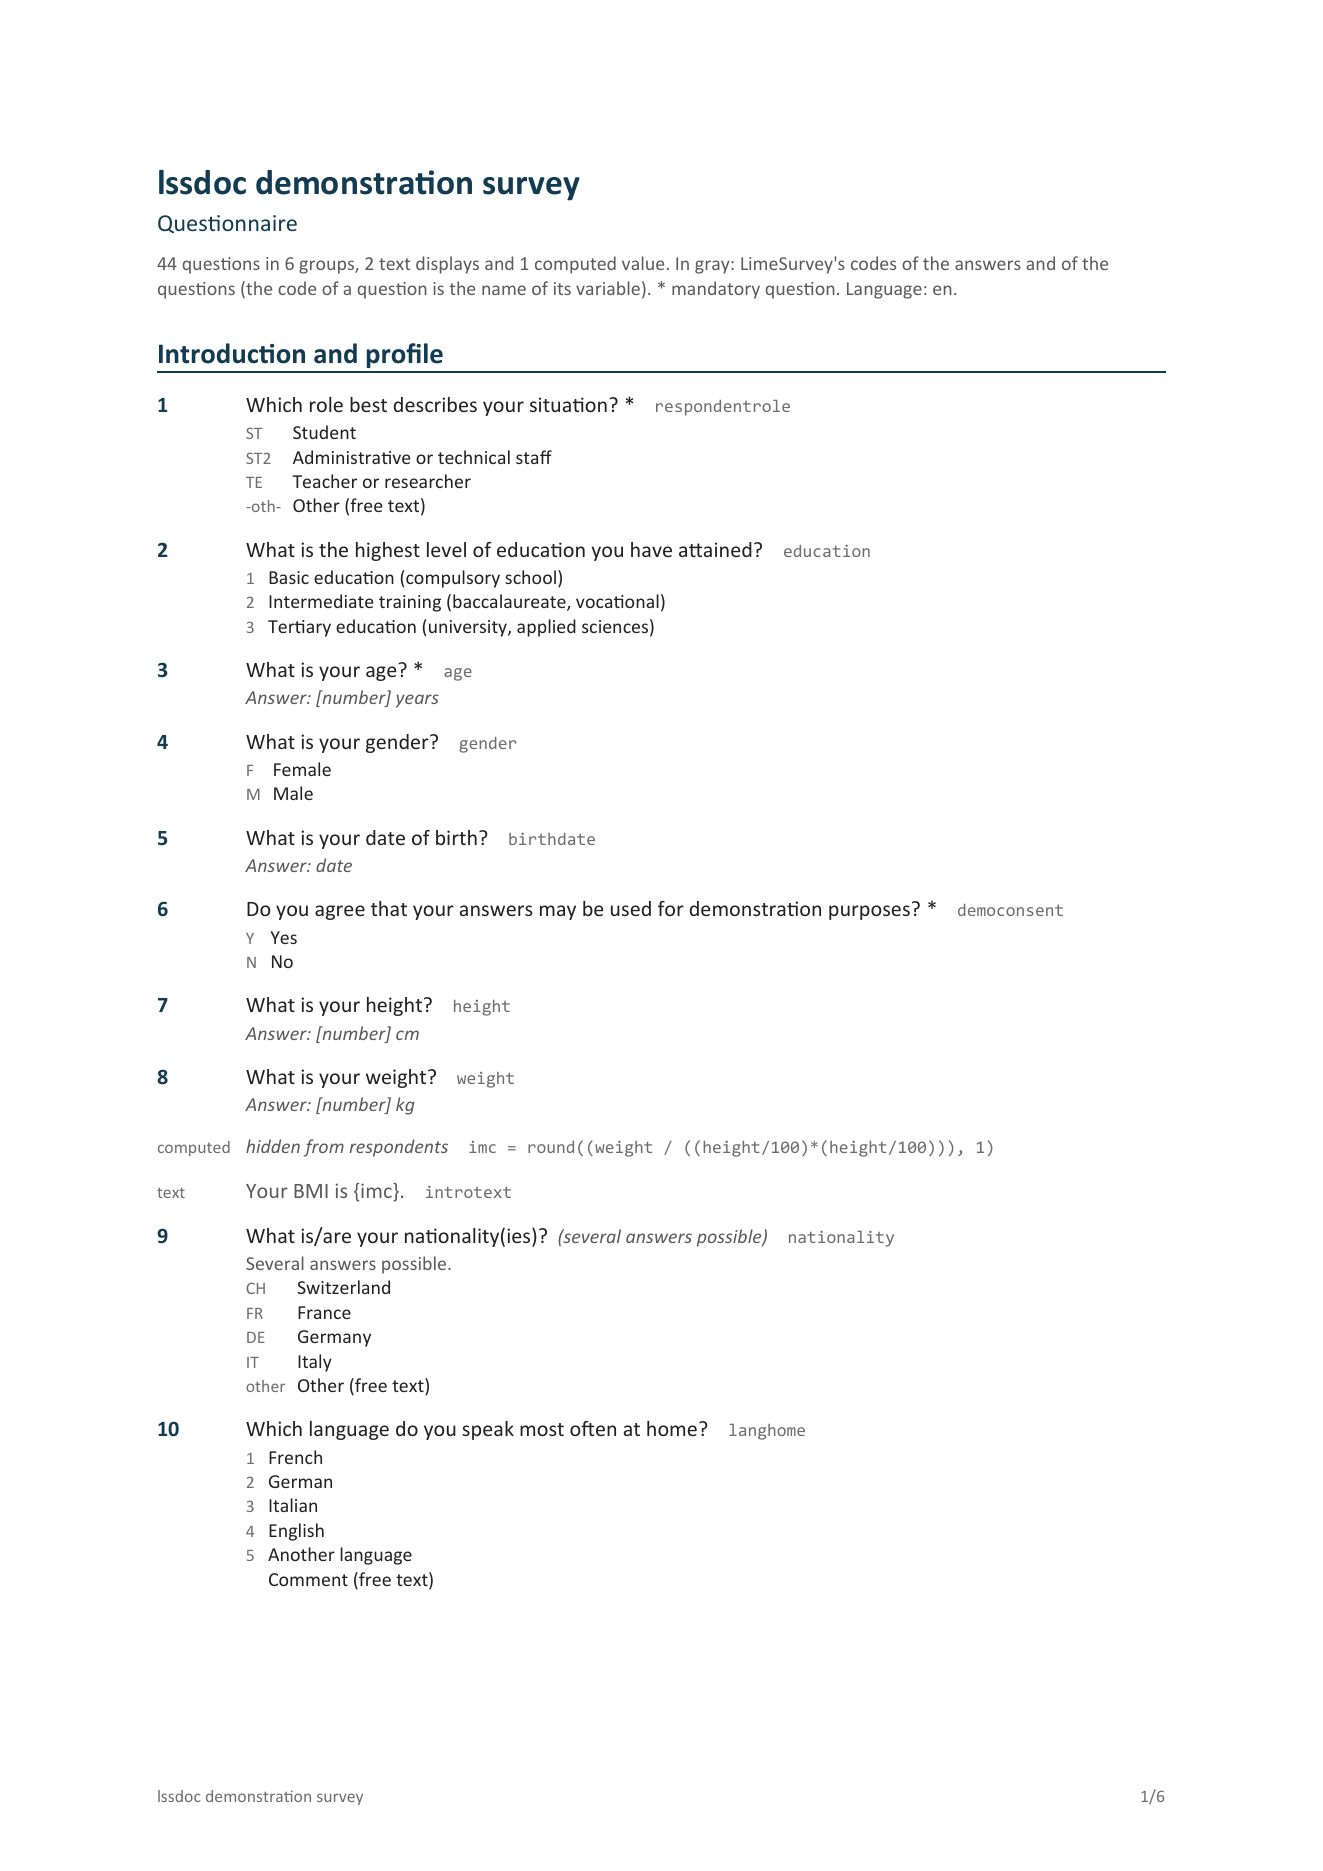 lssdoc demonstration survey
Questionnaire
44 questions in 6 groups, 2 text displays and 1 computed value. In gray: LimeSurvey's codes of the answers and of the
questions (the code of a question is the name of its variable). * mandatory question. Language: en.
Introduction and profile
1 Which role best describes your situation? * respondentrole
ST Student
ST2 Administrative or technical staff
TE Teacher or researcher
-oth- Other (free text)
2 What is the highest level of education you have attained? education
1 Basic education (compulsory school)
2 Intermediate training (baccalaureate, vocational)
3 Tertiary education (university, applied sciences)
3 What is your age? * age
Answer: [number] years
4 What is your gender? gender
F Female
M Male
5 What is your date of birth? birthdate
Answer: date
6 Do you agree that your answers may be used for demonstration purposes? * democonsent
Y Yes
N No
7 What is your height? height
Answer: [number] cm
8 What is your weight? weight
Answer: [number] kg
computed hidden from respondents imc = round((weight / ((height/100)*(height/100))), 1)
text Your BMI is {imc}. introtext
9 What is/are your nationality(ies)? (several answers possible) nationality
Several answers possible.
CH Switzerland
FR France
DE Germany
IT Italy
other Other (free text)
10 Which language do you speak most often at home? langhome
1 French
2 German
3 Italian
4 English
5 Another language
Comment (free text)
lssdoc demonstration survey 1/6